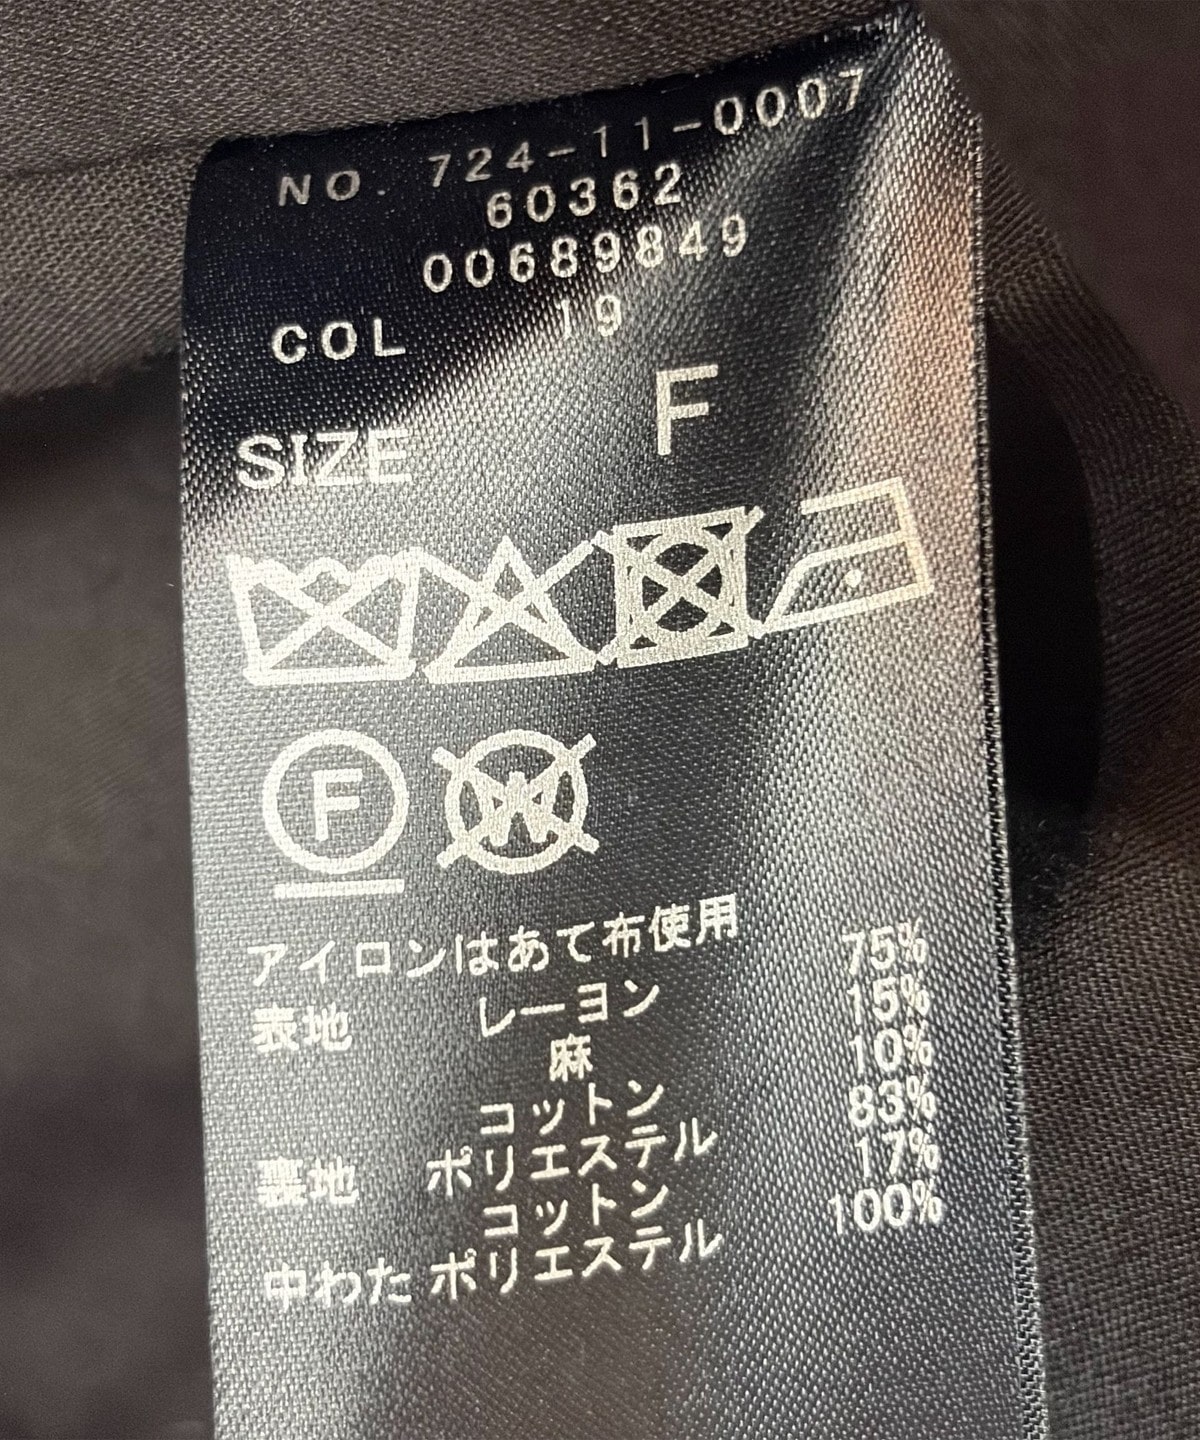 NO. 724-11-0007
60362
00689849
COL 19
SIZE F
F
W
アイロンはあて布使用
表地 レーヨン 75%
麻 15%
コットン 10%
裏地 ポリエステル 83%
コットン 17%
中わた ポリエステル 100%